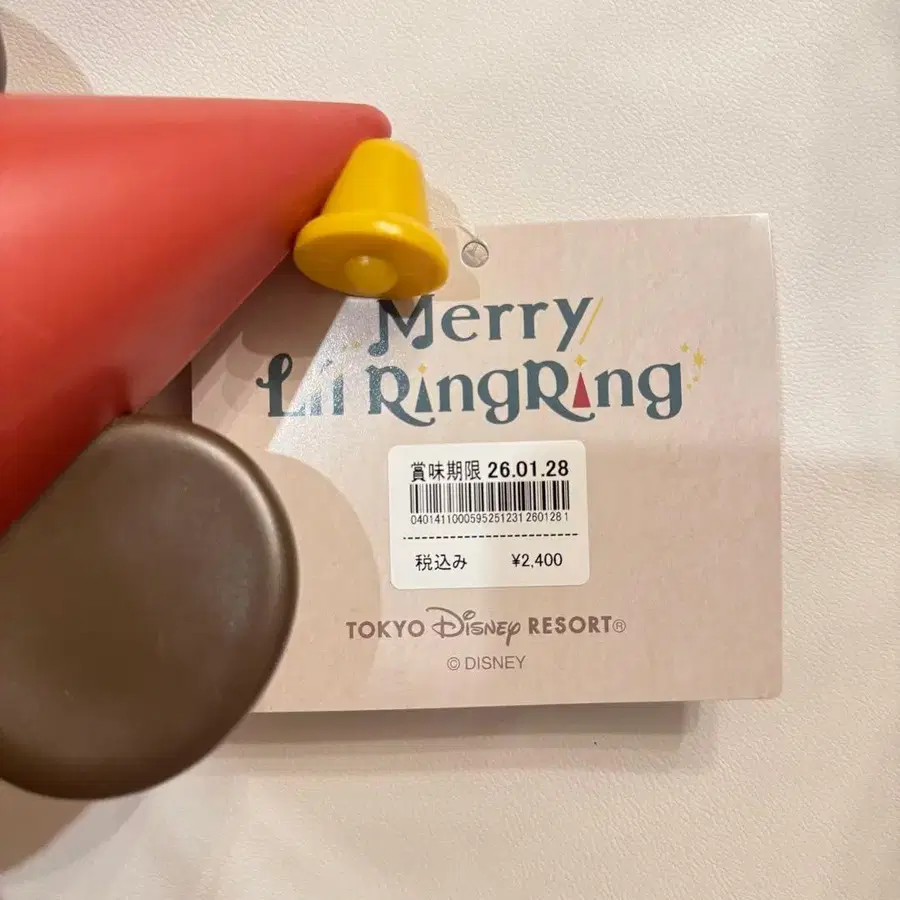 Merry
Li'l RingRing
賞味期限 26.01.28
0401411000595251231 260128 1
税込み ¥2,400
TOKYO Disney RESORT®
© DISNEY